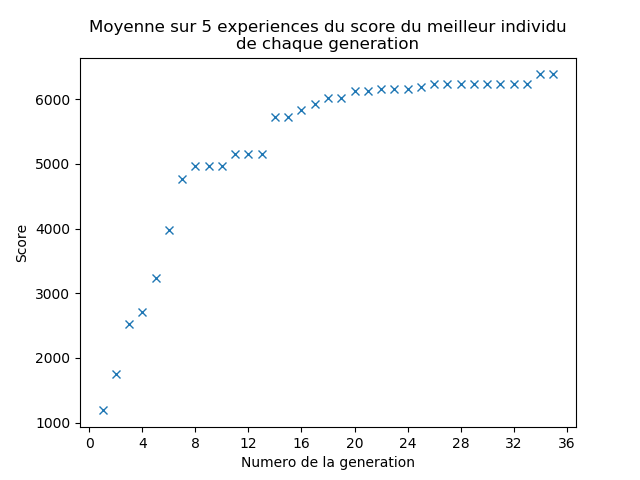 Moyenne sur 5 experiences du score du meilleur individu
de chaque generation
6000
5000
4000
3000
2000
1000
Score
0 4 8 12 16 20 24 28 32 36
Numero de la generation